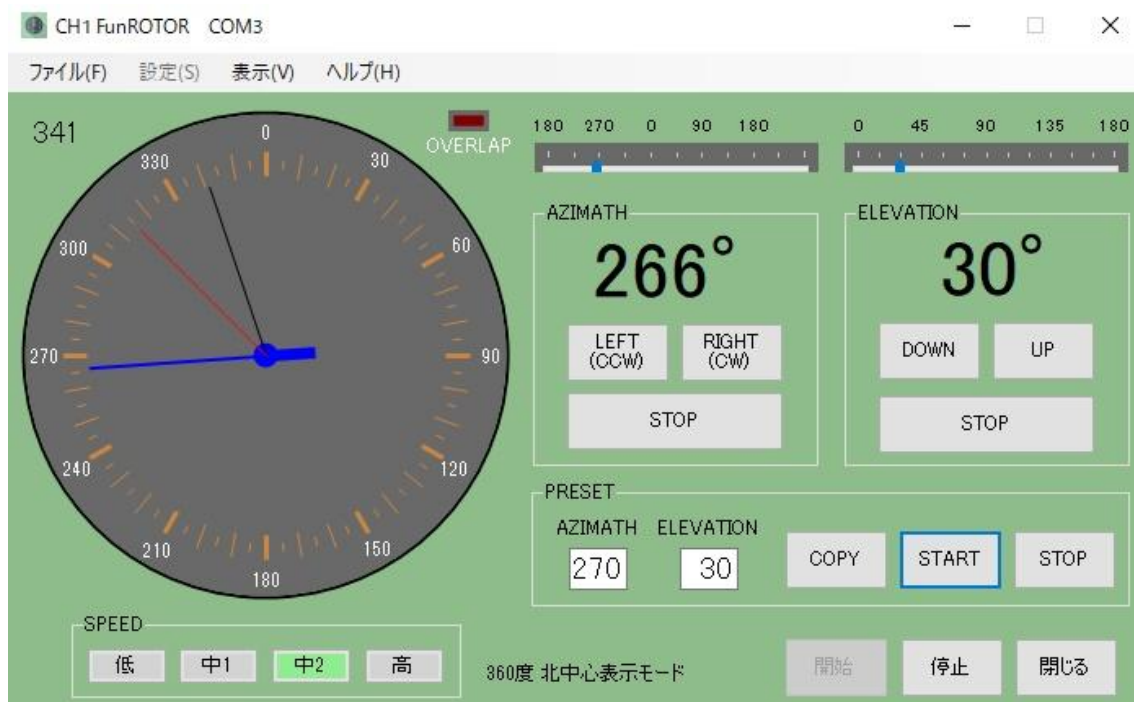 CH1 FunROTOR COM3
ファイル(F) 設定(S) 表示(V) ヘルプ(H)
341
OVERLAP
0
30
60
90
120
150
180
210
240
270
300
330
180 270 0 90 180
0 45 90 135 180
AZIMATH
266°
LEFT
(CCW)
RIGHT
(CW)
STOP
ELEVATION
30°
DOWN
UP
STOP
PRESET
AZIMATH ELEVATION
270 30
COPY START STOP
SPEED
低 中1 中2 高
360度 北中心表示モード
開始 停止 閉じる